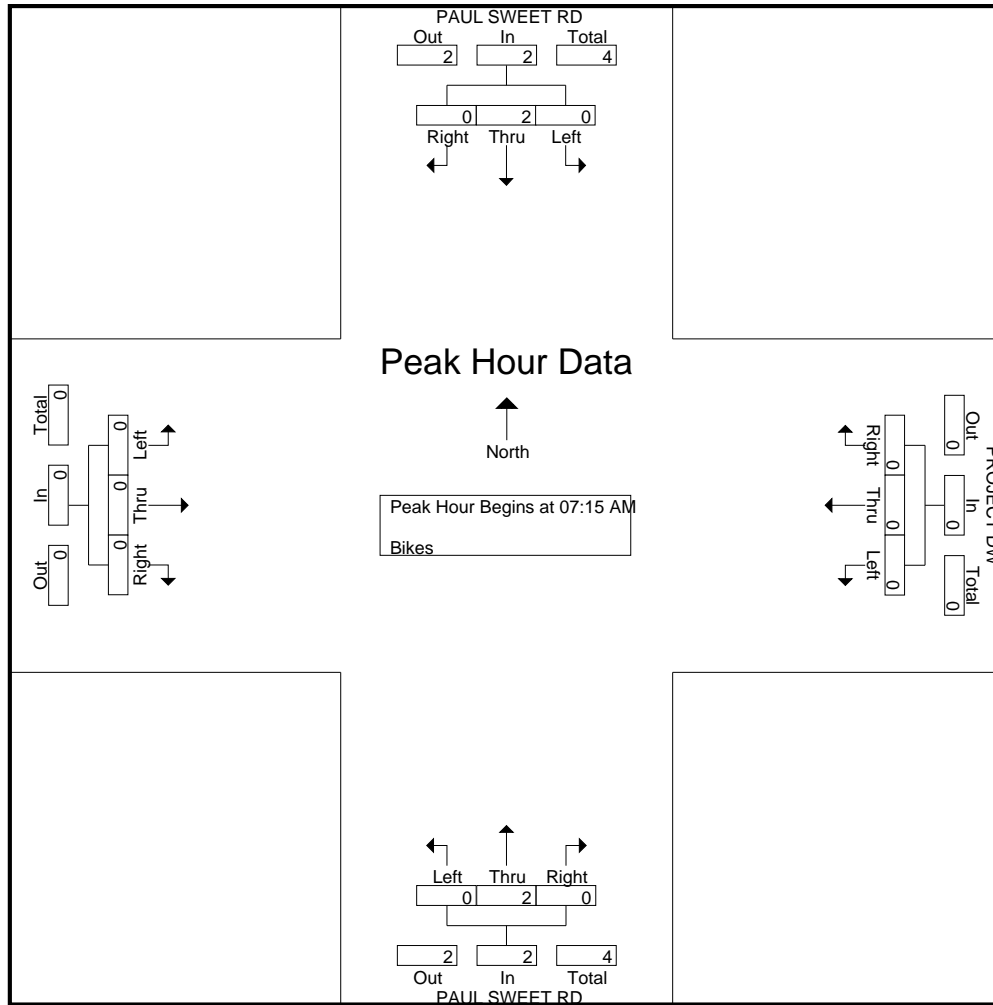 PAUL SWEET RD
Out In Total
2 2 4
0 2 0
Right Thru Left
Peak Hour Data
North
Peak Hour Begins at 07:15 AM
Bikes
Total 0
In 0
Out 0
0 Left
0 Thru
0 Right
Right 0
Thru 0
Left 0
Out 0
In 0
Total 0
PROJECT DW
Left Thru Right
0 2 0
2 2 4
Out In Total
PAUL SWEET RD